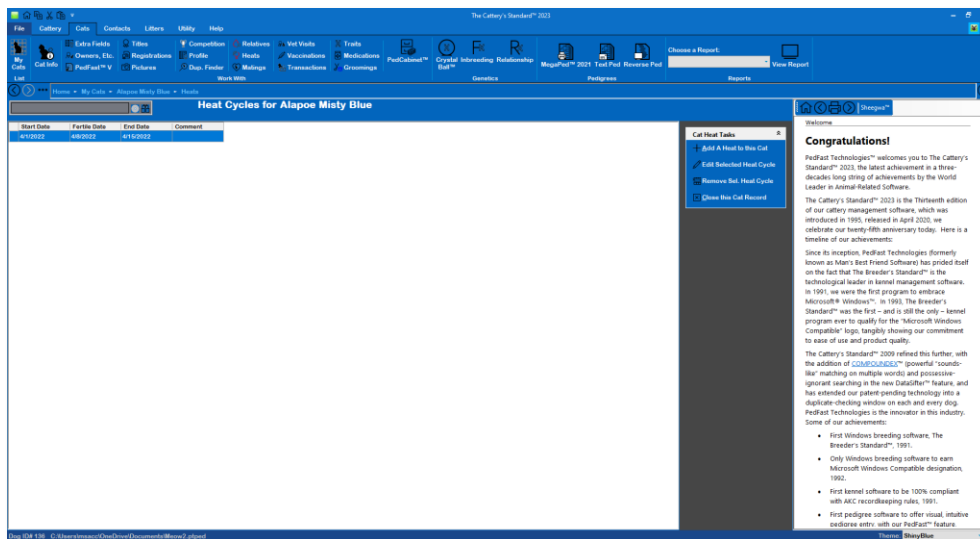 The Cattery's Standard™ 2023
File Cattery Cats Contacts Litters Utility Help
Extra Fields Titles Competition Relatives Vet Visits Traits
Owners, Etc. Registrations Profile Heats Vaccinations Medications
PedFast™ V Pictures Dup. Finder Matings Transactions Groomings
My Cats
Cat Info
PedCabinet™
Crystal Ball™ Inbreeding Relationship
MegaPed™ 2021 Text Ped Reverse Ped
Choose a Report:
View Report
List Work With Genetics Pedigrees Reports
Home • My Cats • Alapoe Misty Blue • Heats
Heat Cycles for Alapoe Misty Blue
Start Date Fertile Date End Date Comment
4/1/2022 4/8/2022 4/15/2022
Cat Heat Tasks
Add A Heat to this Cat
Edit Selected Heat Cycle
Remove Sel. Heat Cycle
Close this Cat Record
Sheegwa™
Welcome
Congratulations!
PedFast Technologies™ welcomes you to The Cattery's
Standard™ 2023, the latest achievement in a three-
decades long string of achievements by the World
Leader in Animal-Related Software.
The Cattery's Standard™ 2023 is the Thirteenth edition
of our cattery management software, which was
introduced in 1995, released in April 2020, we
celebrate our twenty-fifth anniversary today. Here is a
timeline of our achievements:
Since its inception, PedFast Technologies (formerly
known as Man's Best Friend Software) has prided itself
on the fact that The Breeder's Standard™ is the
technological leader in kennel management software.
In 1991, we were the first program to embrace
Microsoft® Windows™. In 1993, The Breeder's
Standard™ was the first – and is still the only – kennel
program ever to qualify for the "Microsoft Windows
Compatible" logo, tangibly showing our commitment
to ease of use and product quality.
The Cattery's Standard™ 2009 refined this further, with
the addition of COMPOUNDEX™ (powerful "sounds-
like" matching on multiple words) and possessive-
ignorant searching in the new DataSifter™ feature, and
has extended our patent-pending technology into a
duplicate-checking window on each and every dog.
PedFast Technologies is the innovator in this industry.
Some of our achievements:
• First Windows breeding software, The
Breeder's Standard™, 1991.
• Only Windows breeding software to earn
Microsoft Windows Compatible designation,
1992.
• First kennel software to be 100% compliant
with AKC recordkeeping rules, 1991.
• First pedigree software to offer visual, intuitive
pedigree entry, with our PedFast™ feature.
Dog ID# 136 C:\Users\msacc\OneDrive\Documents\Meow2.ptped
Theme ShinyBlue